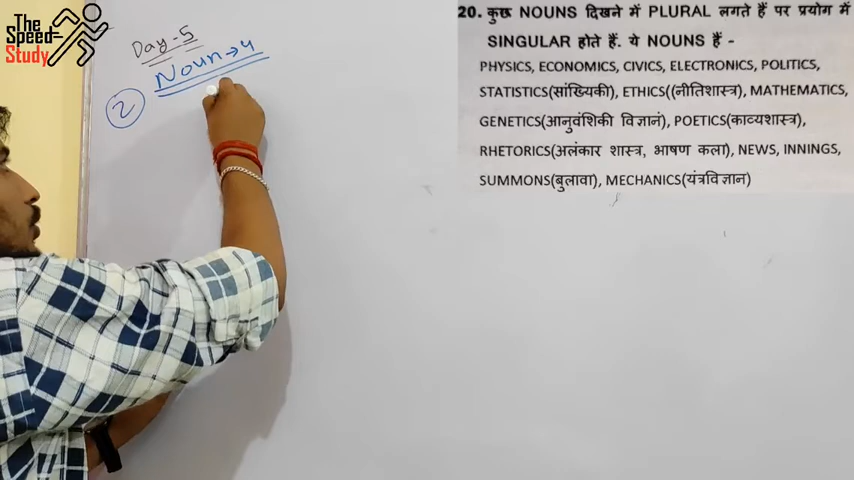 The
Speed
Study
Day-5
Noun→4
2
20. कुछ NOUNS दिखने में PLURAL लगते हैं पर प्रयोग में
SINGULAR होते हैं. ये NOUNS हैं -
PHYSICS, ECONOMICS, CIVICS, ELECTRONICS, POLITICS,
STATISTICS(सांख्यिकी), ETHICS((नीतिशास्त्र), MATHEMATICS,
GENETICS(आनुवंशिकी विज्ञानं), POETICS(काव्यशास्त्र),
RHETORICS(अलंकार शास्त्र, भाषण कला), NEWS, INNINGS,
SUMMONS(बुलावा), MECHANICS(यंत्रविज्ञान)